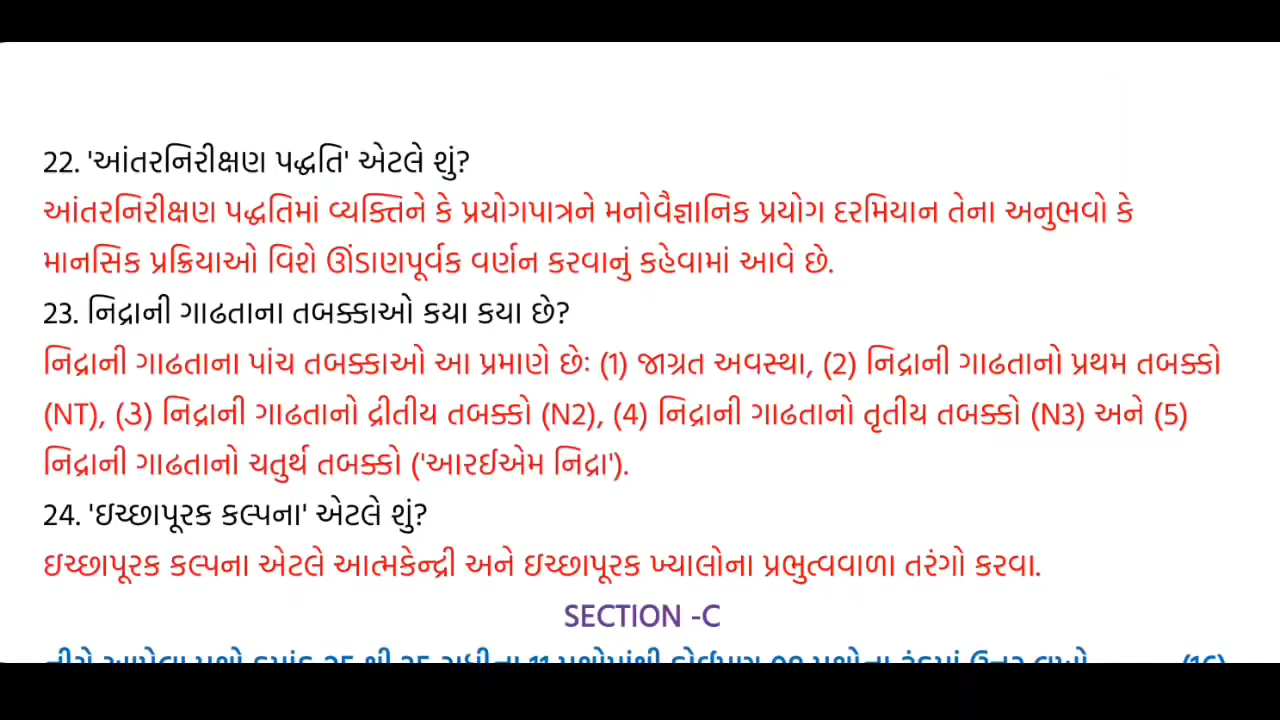 22. 'આંતરનિરીક્ષણ પદ્ધતિ' એટલે શું?
આંતરનિરીક્ષણ પદ્ધતિમાં વ્યક્તિને કે પ્રયોગપાત્રને મનોવૈજ્ઞાનિક પ્રયોગ દરમિયાન તેના અનુભવો કે
માનસિક પ્રક્રિયાઓ વિશે ઊંડાણપૂર્વક વર્ણન કરવાનું કહેવામાં આવે છે.
23. નિદ્રાની ગાઢતાના તબક્કાઓ કયા કયા છે?
નિદ્રાની ગાઢતાના પાંચ તબક્કાઓ આ પ્રમાણે છેઃ (1) જાગ્રત અવસ્થા, (2) નિદ્રાની ગાઢતાનો પ્રથમ તબક્કો
(NT), (૩) નિદ્રાની ગાઢતાનો દ્રીતીય તબક્કો (N2), (4) નિદ્રાની ગાઢતાનો તૃતીય તબક્કો (N3) અને (5)
નિદ્રાની ગાઢતાનો ચતુર્થ તબક્કો ('આરઈએમ નિદ્રા').
24. 'ઇચ્છાપૂરક કલ્પના' એટલે શું?
ઇચ્છાપૂરક કલ્પના એટલે આત્મકેન્દ્રી અને ઇચ્છાપૂરક ખ્યાલોના પ્રભુત્વવાળા તરંગો કરવા.
SECTION -C